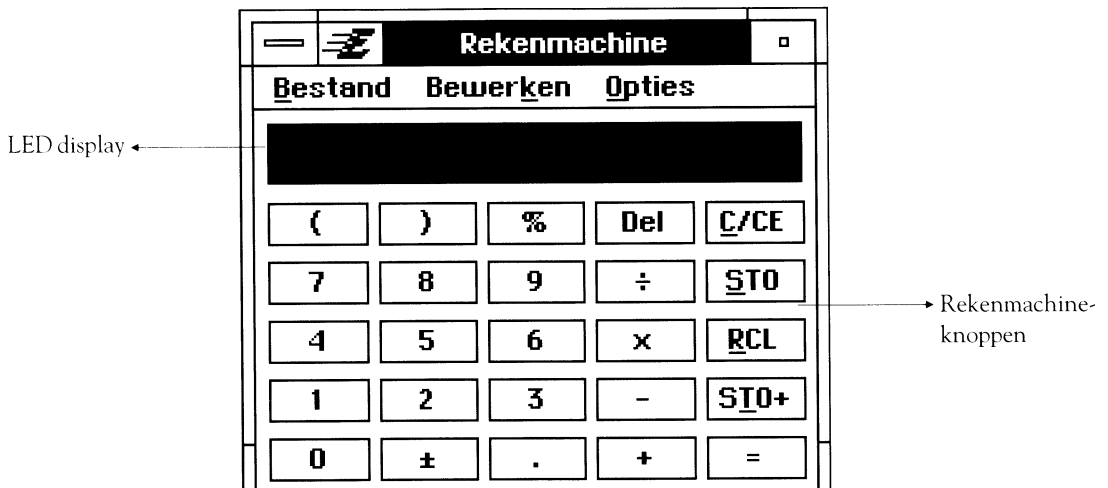 Rekenmachine
Bestand Bewerken Opties
LED display
( ) % Del C/CE
7 8 9 ÷ STO
4 5 6 x RCL
1 2 3 - STO+
0 ± . + =
Rekenmachine-
knoppen